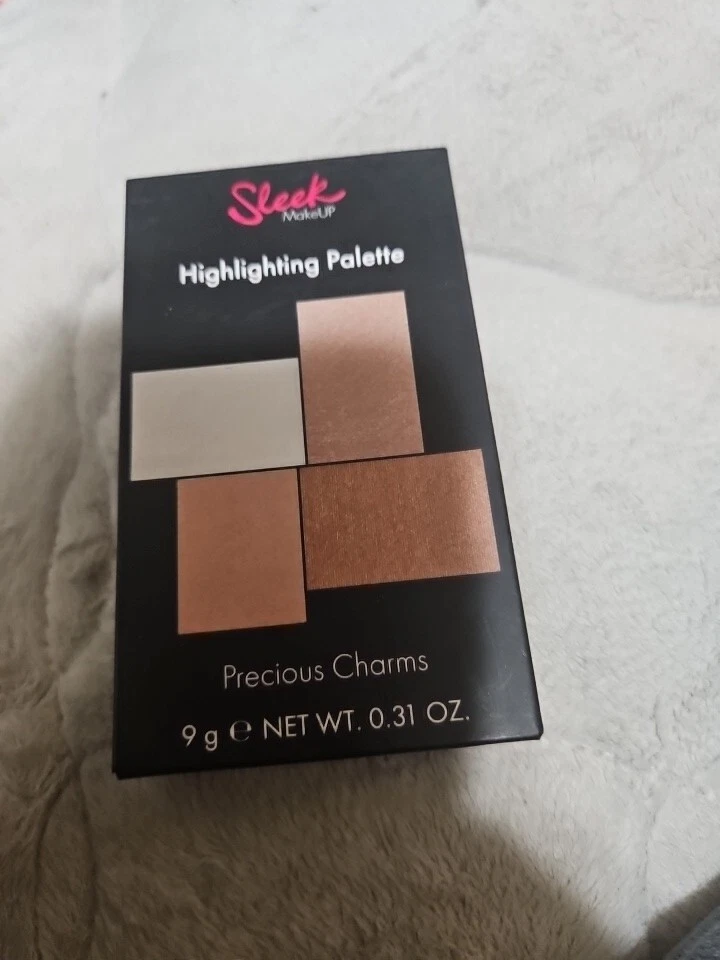 Sleek
MakeUP
Highlighting Palette
Precious Charms
9 g ℮ NET WT. 0.31 OZ.